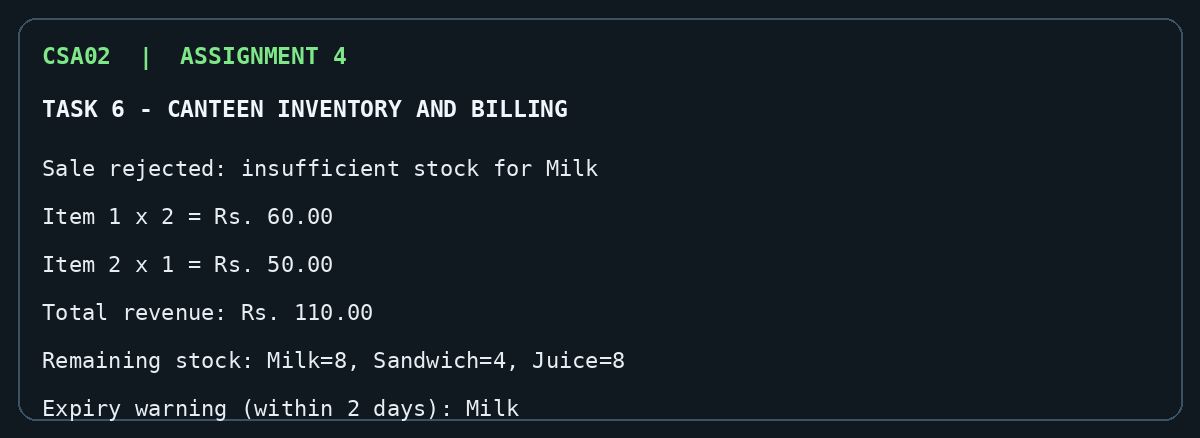 CSA02  |  ASSIGNMENT 4
TASK 6 - CANTEEN INVENTORY AND BILLING
Sale rejected: insufficient stock for Milk
Item 1 x 2 = Rs. 60.00
Item 2 x 1 = Rs. 50.00
Total revenue: Rs. 110.00
Remaining stock: Milk=8, Sandwich=4, Juice=8
Expiry warning (within 2 days): Milk